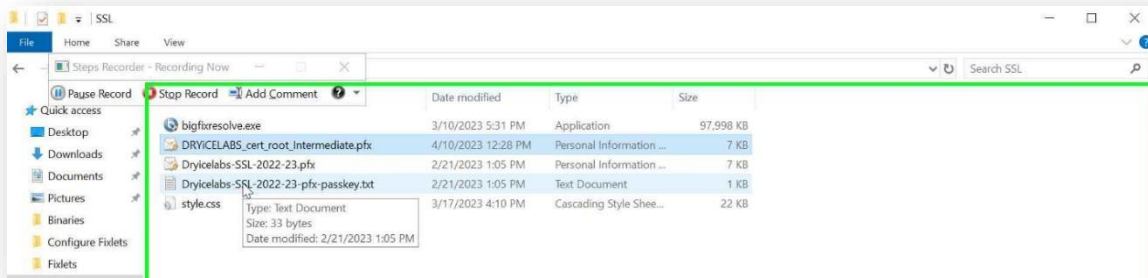 SSL
File Home Share View
Steps Recorder - Recording Now
Search SSL
Pause Record Stop Record Add Comment
Quick access
Date modified Type Size
Desktop
Downloads
Documents
Pictures
Binaries
Configure Fixlets
Fixlets
bigfixresolve.exe 3/10/2023 5:31 PM Application 97,998 KB
DRYiCELABS_cert_root_Intermediate.pfx 4/10/2023 12:28 PM Personal Information ... 7 KB
Dryicelabs-SSL-2022-23.pfx 2/21/2023 1:05 PM Personal Information ... 7 KB
Dryicelabs-SSL-2022-23-pfx-passkey.txt 2/21/2023 1:05 PM Text Document 1 KB
style.css 3/17/2023 4:10 PM Cascading Style Shee... 22 KB
Type: Text Document
Size: 33 bytes
Date modified: 2/21/2023 1:05 PM